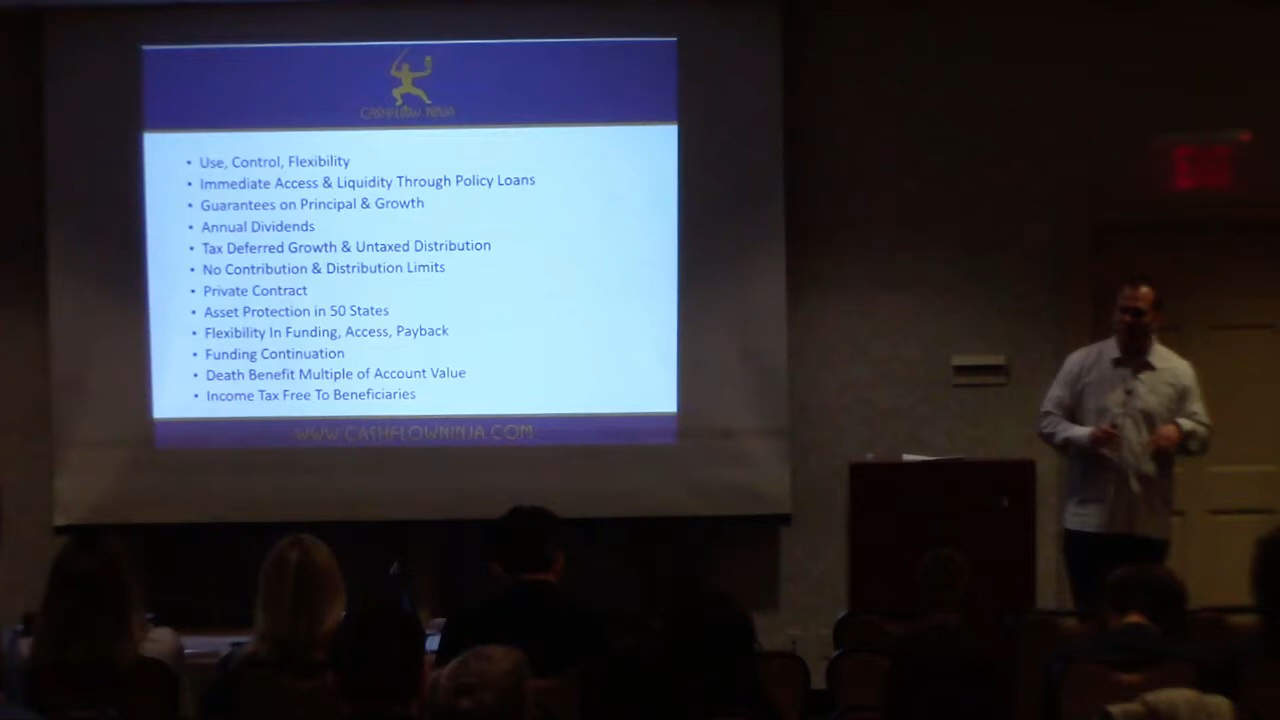 CASHFLOW NINJA
• Use, Control, Flexibility
• Immediate Access & Liquidity Through Policy Loans
• Guarantees on Principal & Growth
• Annual Dividends
• Tax Deferred Growth & Untaxed Distribution
• No Contribution & Distribution Limits
• Private Contract
• Asset Protection in 50 States
• Flexibility In Funding, Access, Payback
• Funding Continuation
• Death Benefit Multiple of Account Value
• Income Tax Free To Beneficiaries
WWW.CASHFLOWNINJA.COM